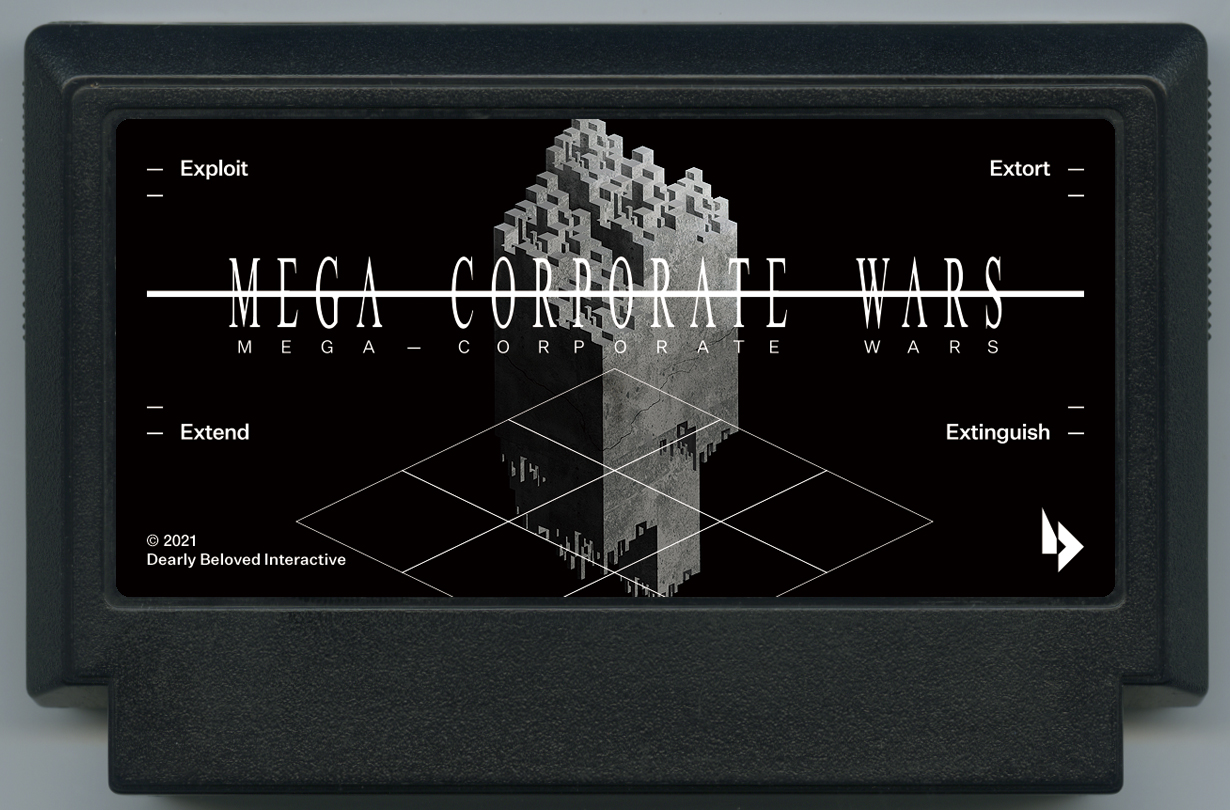 Exploit
Extort
MEGA CORPORATE WARS
MEGA — CORPORATE WARS
Extend
Extinguish
© 2021
Dearly Beloved Interactive